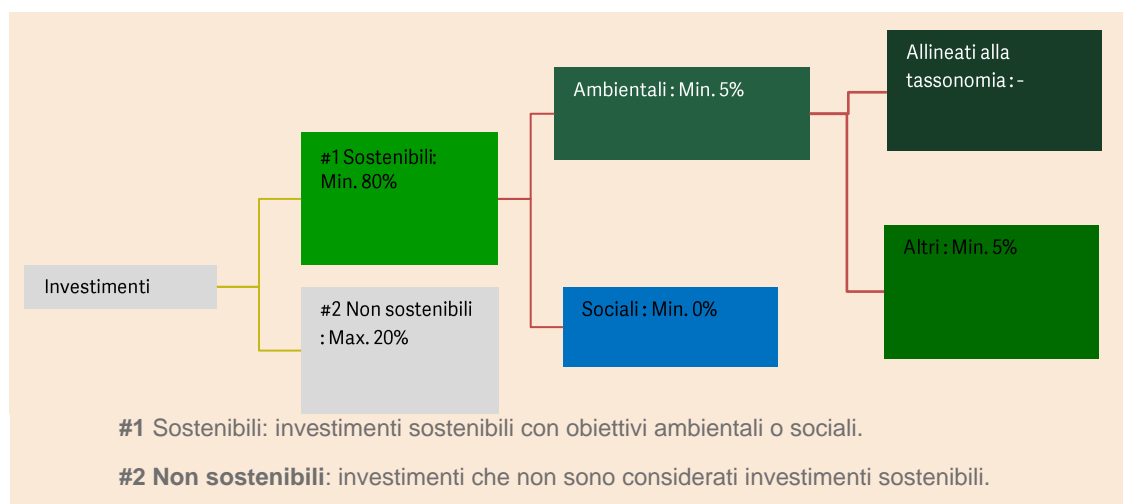 Investimenti
#1 Sostenibili:
Min. 80%
#2 Non sostenibili
: Max. 20%
Ambientali : Min. 5%
Sociali : Min. 0%
Allineati alla
tassonomia : -
Altri : Min. 5%
#1 Sostenibili: investimenti sostenibili con obiettivi ambientali o sociali.
#2 Non sostenibili: investimenti che non sono considerati investimenti sostenibili.